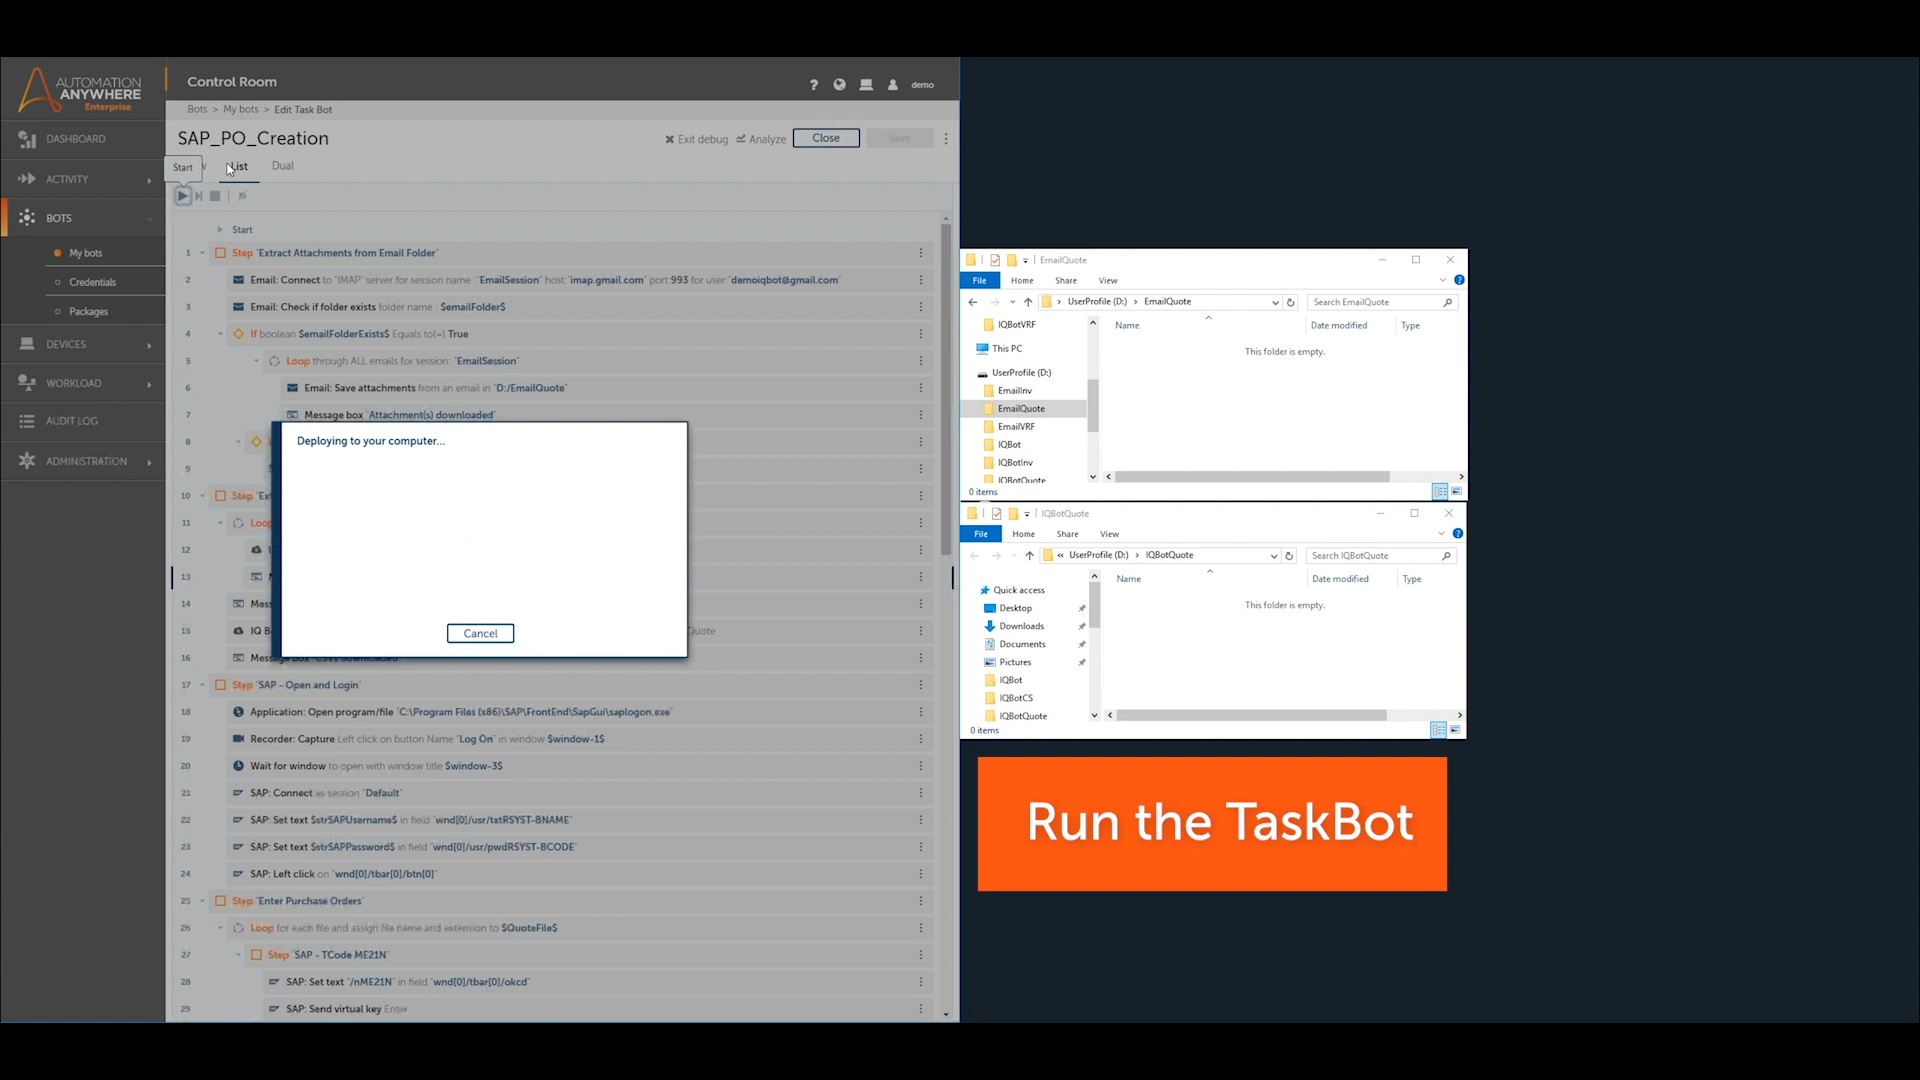 AUTOMATION
ANYWHERE
Enterprise
Control Room
demo
Bots > My bots > Edit Task Bot
SAP_PO_Creation
Exit debug
Analyze
Close
Save
Start
List
Dual
DASHBOARD
ACTIVITY
BOTS
My bots
Credentials
Packages
DEVICES
WORKLOAD
AUDIT LOG
ADMINISTRATION
Start
1 Step "Extract Attachments from Email Folder"
2 Email: Connect to "IMAP" server for session name : "EmailSession" host:"imap.gmail.com" port:993 for user:"demoiqbot@gmail.com"
3 Email: Check if folder exists folder name : $emailFolder$
4 If boolean $emailFolderExists$ Equals to(=) True
5 Loop through ALL emails for session: "EmailSession"
6 Email: Save attachments from an email in "D:/EmailQuote"
7 Message box "Attachment(s) downloaded"
8
9
10 Step
11 Loop
12
13
14
15 IQ
Quote
16
17 Step "SAP - Open and Login"
18 Application: Open program/file "C:\Program Files (x86)\SAP\FrontEnd\SapGui\saplogon.exe"
19 Recorder: Capture Left click on button Name "Log On" in window $window-1$
20 Wait for window to open with window title $window-3$
21 SAP: Connect as session "Default"
22 SAP: Set text $strSAPUsername$ in field "wnd[0]/usr/txtRSYST-BNAME"
23 SAP: Set text $strSAPPassword$ in field "wnd[0]/usr/pwdRSYST-BCODE"
24 SAP: Left click on "wnd[0]/tbar[0]/btn[0]"
25 Step "Enter Purchase Orders"
26 Loop for each file and assign file name and extension to $QuoteFile$
27 Step "SAP - TCode ME21N"
28 SAP: Set text "/nME21N" in field "wnd[0]/tbar[0]/okcd"
29 SAP: Send virtual key Enter
Deploying to your computer...
Cancel
EmailQuote
File Home Share View
UserProfile (D:) > EmailQuote
Search EmailQuote
Name Date modified Type
This folder is empty.
IQBotVRF
This PC
UserProfile (D:)
EmailInv
EmailQuote
EmailVRF
IQBot
IQBotInv
IQBotQuote
0 items
IQBotQuote
File Home Share View
« UserProfile (D:) > IQBotQuote
Search IQBotQuote
Name Date modified Type
This folder is empty.
Quick access
Desktop
Downloads
Documents
Pictures
IQBot
IQBotCS
IQBotQuote
0 items
Run the TaskBot